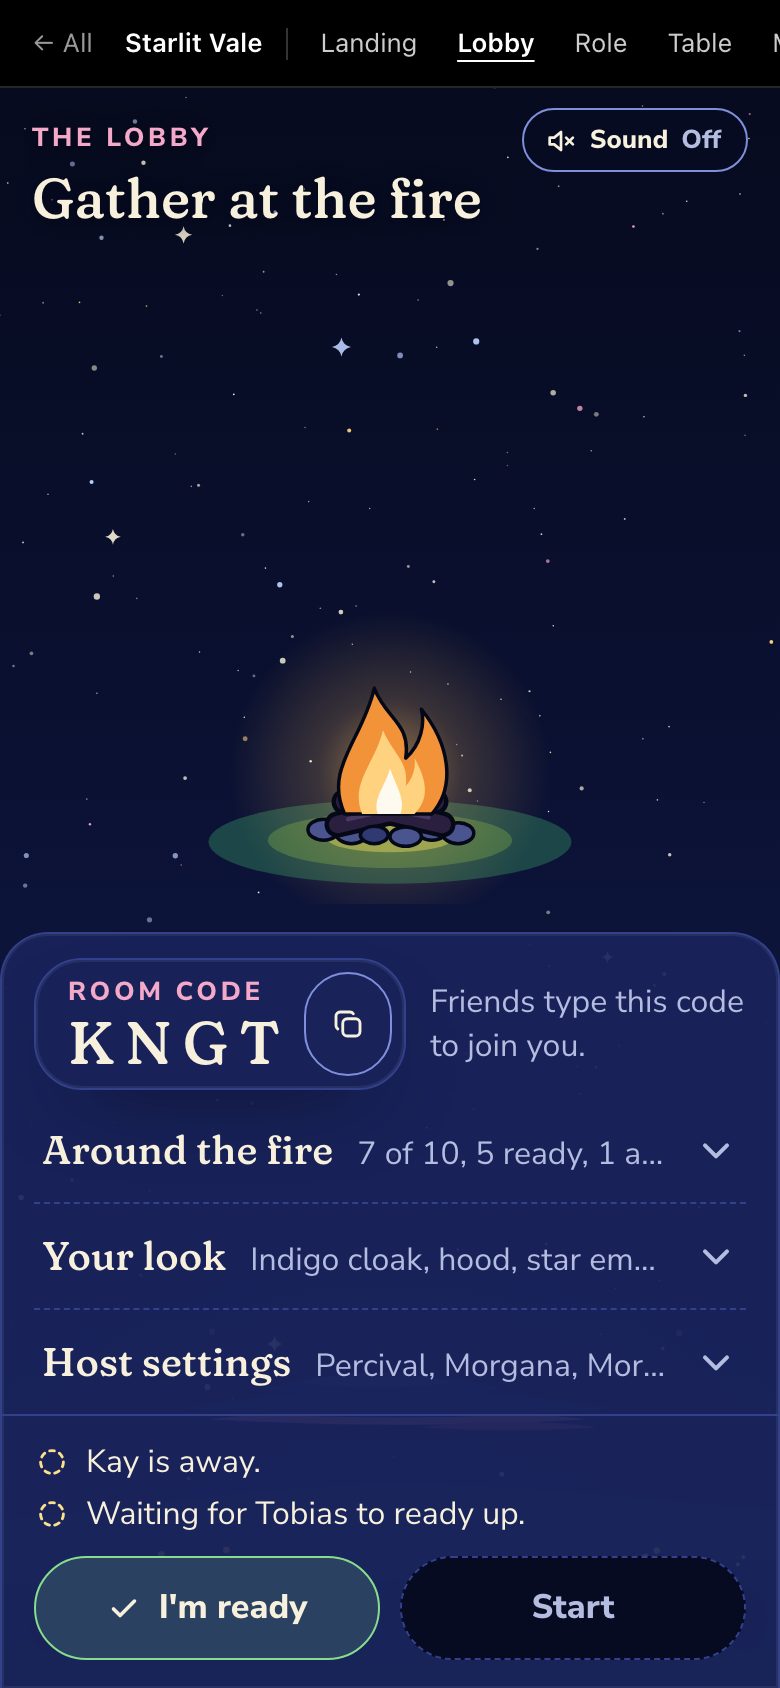 ← All Starlit Vale Landing Lobby Role Table
THE LOBBY
Sound Off
Gather at the fire
ROOM CODE
KNGT
Friends type this code
to join you.
Around the fire 7 of 10, 5 ready, 1 a...
Your look Indigo cloak, hood, star em...
Host settings Percival, Morgana, Mor...
Kay is away.
Waiting for Tobias to ready up.
I'm ready
Start